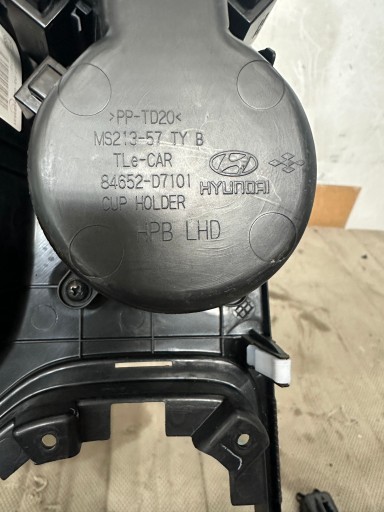 >PP-TD20<
MS213-57 TY B
TLe-CAR
84652-D7101
HYUNDAI
CUP HOLDER
HPB LHD